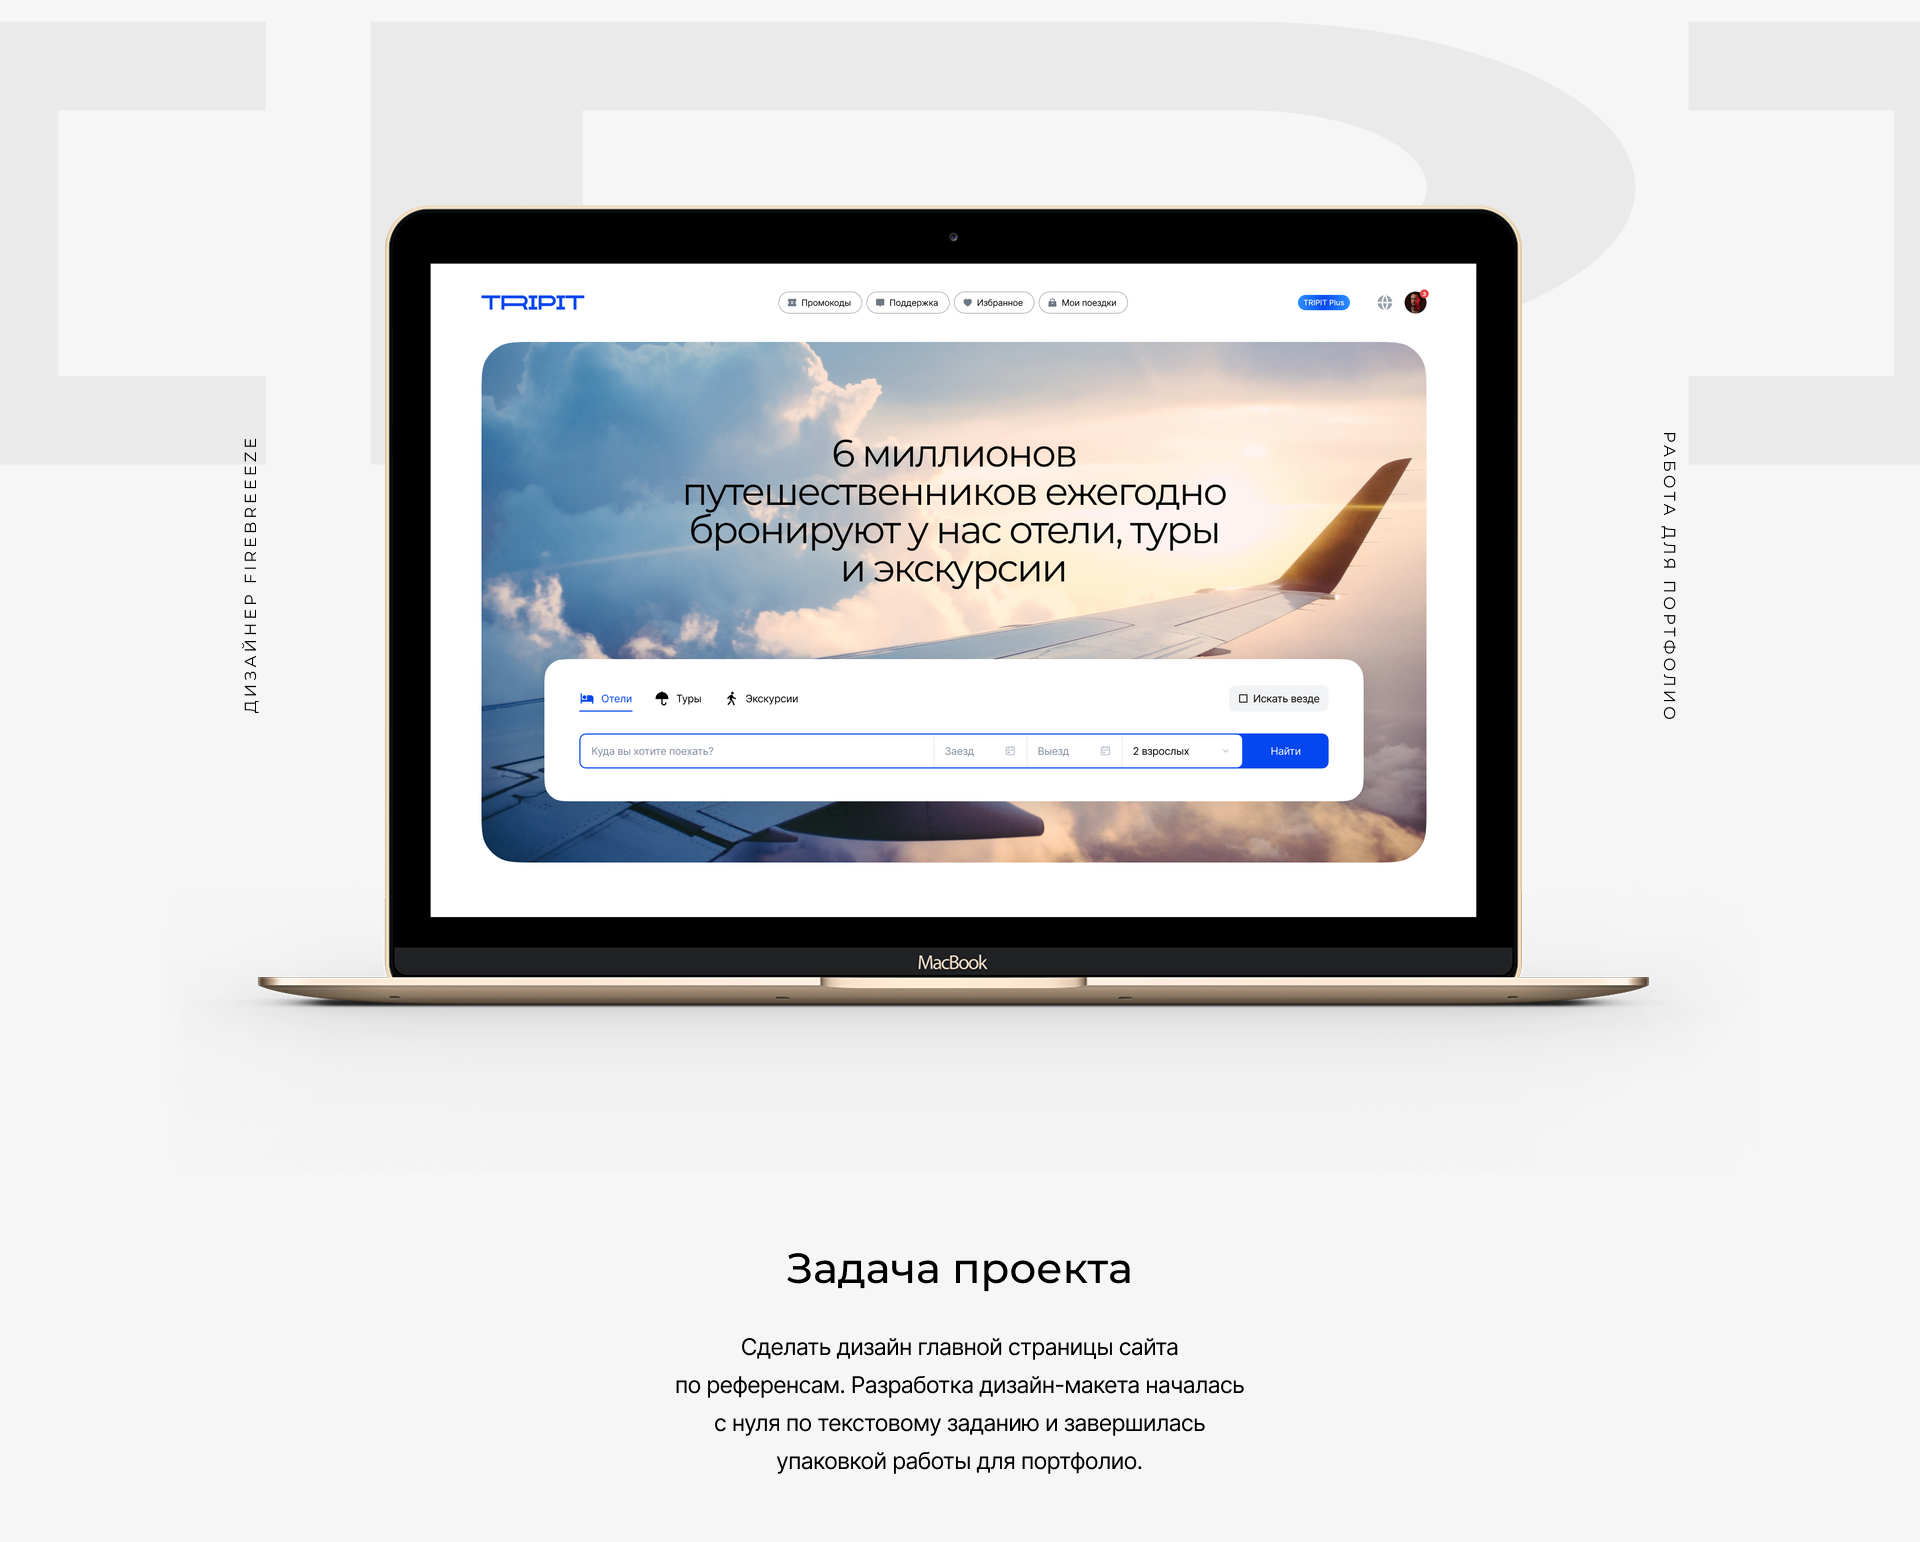 TRIPIT
Промокоды
Поддержка
Избранное
Мои поездки
TRIPIT Plus
6 миллионов
путешественников ежегодно
бронируют у нас отели, туры
и экскурсии
Отели
Туры
Экскурсии
Искать везде
Куда вы хотите поехать?
Заезд
Выезд
2 взрослых
Найти
MacBook
ДИЗАЙНЕР FIREBREEEZE
РАБОТА ДЛЯ ПОРТФОЛИО
Задача проекта
Сделать дизайн главной страницы сайта
по референсам. Разработка дизайн-макета началась
с нуля по текстовому заданию и завершилась
упаковкой работы для портфолио.